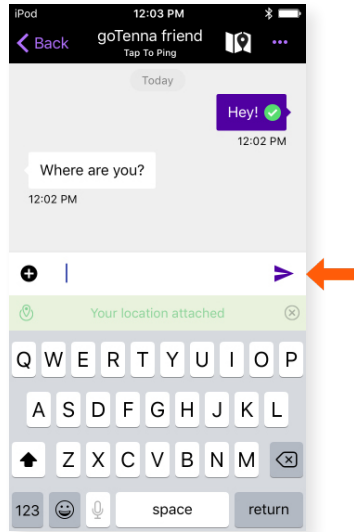 iPod 12:03 PM
Back goTenna friend
Tap To Ping
Today
Hey!
12:02 PM
Where are you?
12:02 PM
Your location attached
Q W E R T Y U I O P
A S D F G H J K L
Z X C V B N M
123 space return